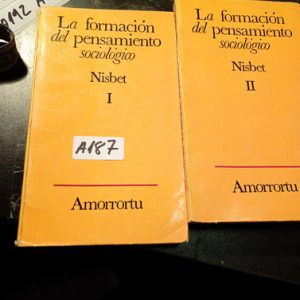 La formación
del pensamiento
sociológico
Nisbet
I
A187
Amorrortu
La formación
del pensamiento
sociológico
Nisbet
II
Amorrortu